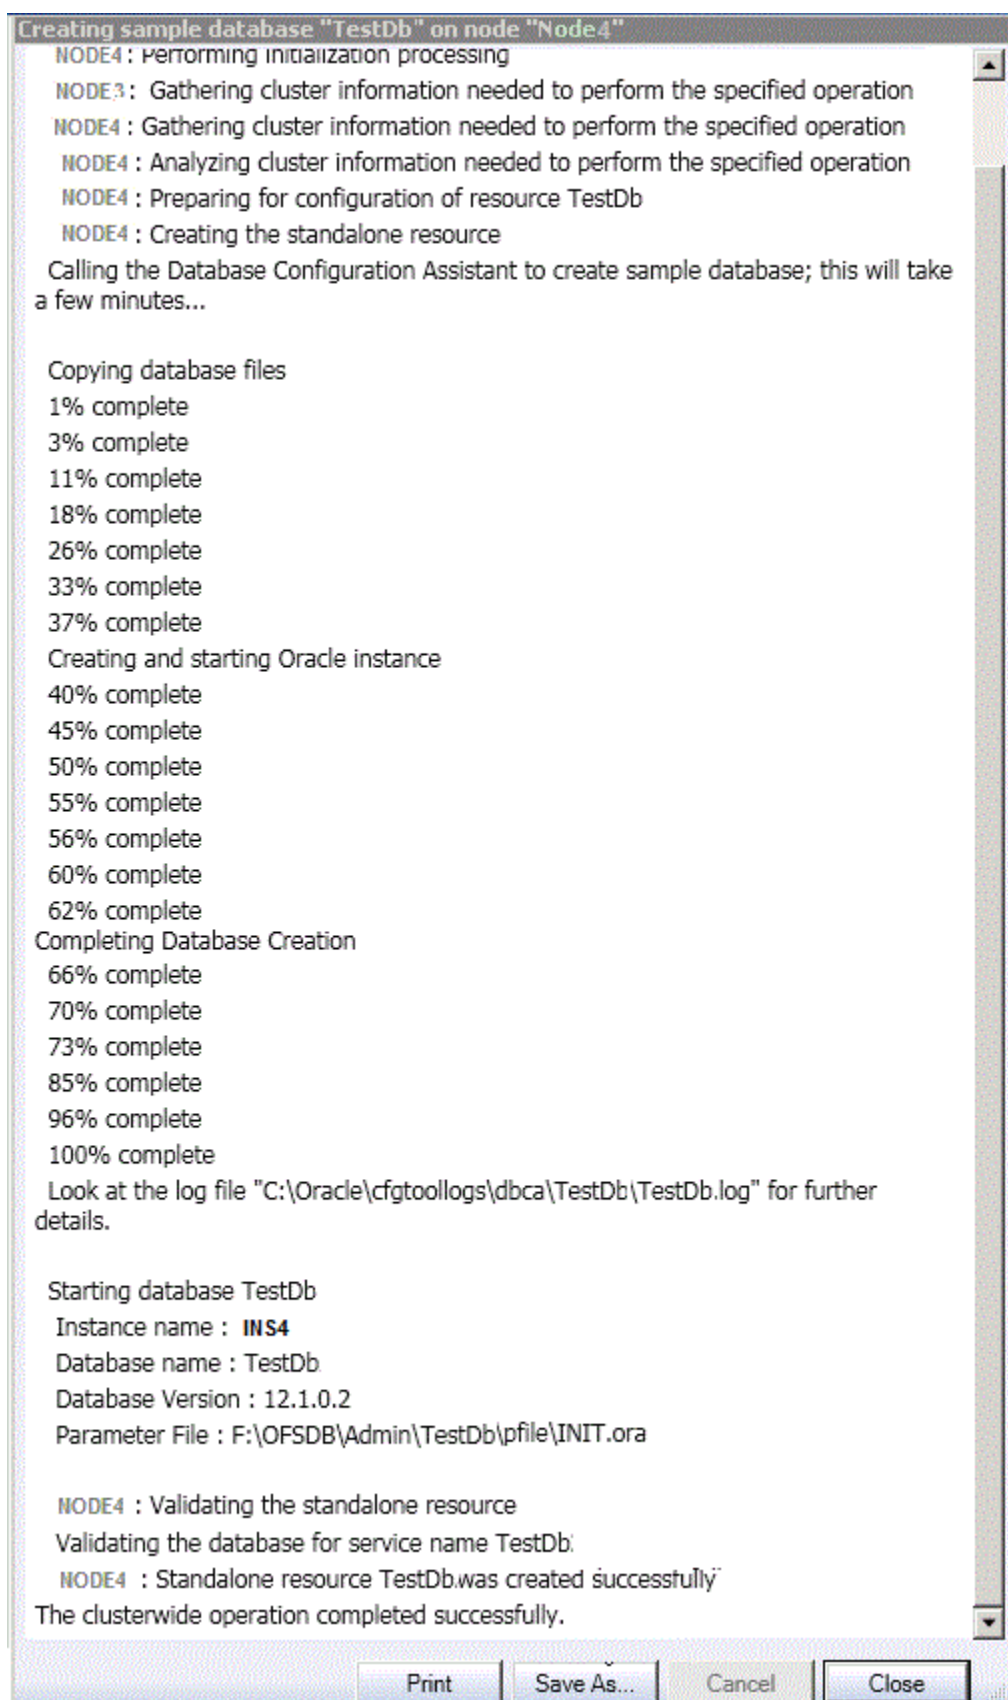 Creating sample database "TestDb" on node "Node4"
NODE4: Performing initialization processing
NODE3: Gathering cluster information needed to perform the specified operation
NODE4 : Gathering cluster information needed to perform the specified operation
NODE4 : Analyzing cluster information needed to perform the specified operation
NODE4 : Preparing for configuration of resource TestDb
NODE4 : Creating the standalone resource
Calling the Database Configuration Assistant to create sample database; this will take
a few minutes...
Copying database files
1% complete
3% complete
11% complete
18% complete
26% complete
33% complete
37% complete
Creating and starting Oracle instance
40% complete
45% complete
50% complete
55% complete
56% complete
60% complete
62% complete
Completing Database Creation
66% complete
70% complete
73% complete
85% complete
96% complete
100% complete
Look at the log file "C:\Oracle\cfgtoollogs\dbca\TestDb\TestDb.log" for further
details.
Starting database TestDb
Instance name : INS4
Database name : TestDb
Database Version : 12.1.0.2
Parameter File : F:\OFSDB\Admin\TestDb\pfile\INIT.ora
NODE4 : Validating the standalone resource
Validating the database for service name TestDb
NODE4 : Standalone resource TestDb was created successfully
The clusterwide operation completed successfully.
Print Save As... Cancel Close